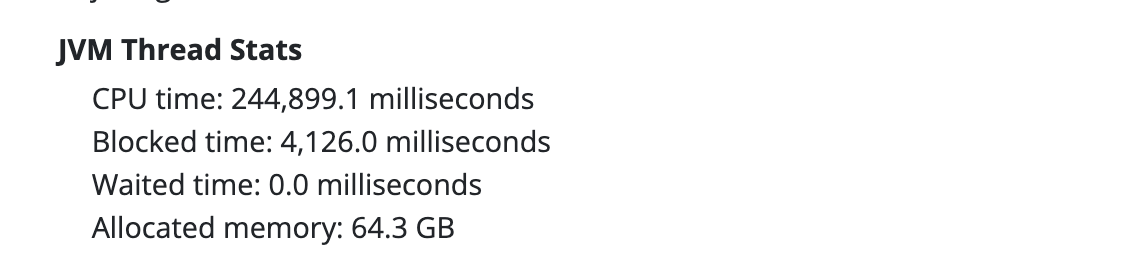 JVM Thread Stats
CPU time: 244,899.1 milliseconds
Blocked time: 4,126.0 milliseconds
Waited time: 0.0 milliseconds
Allocated memory: 64.3 GB